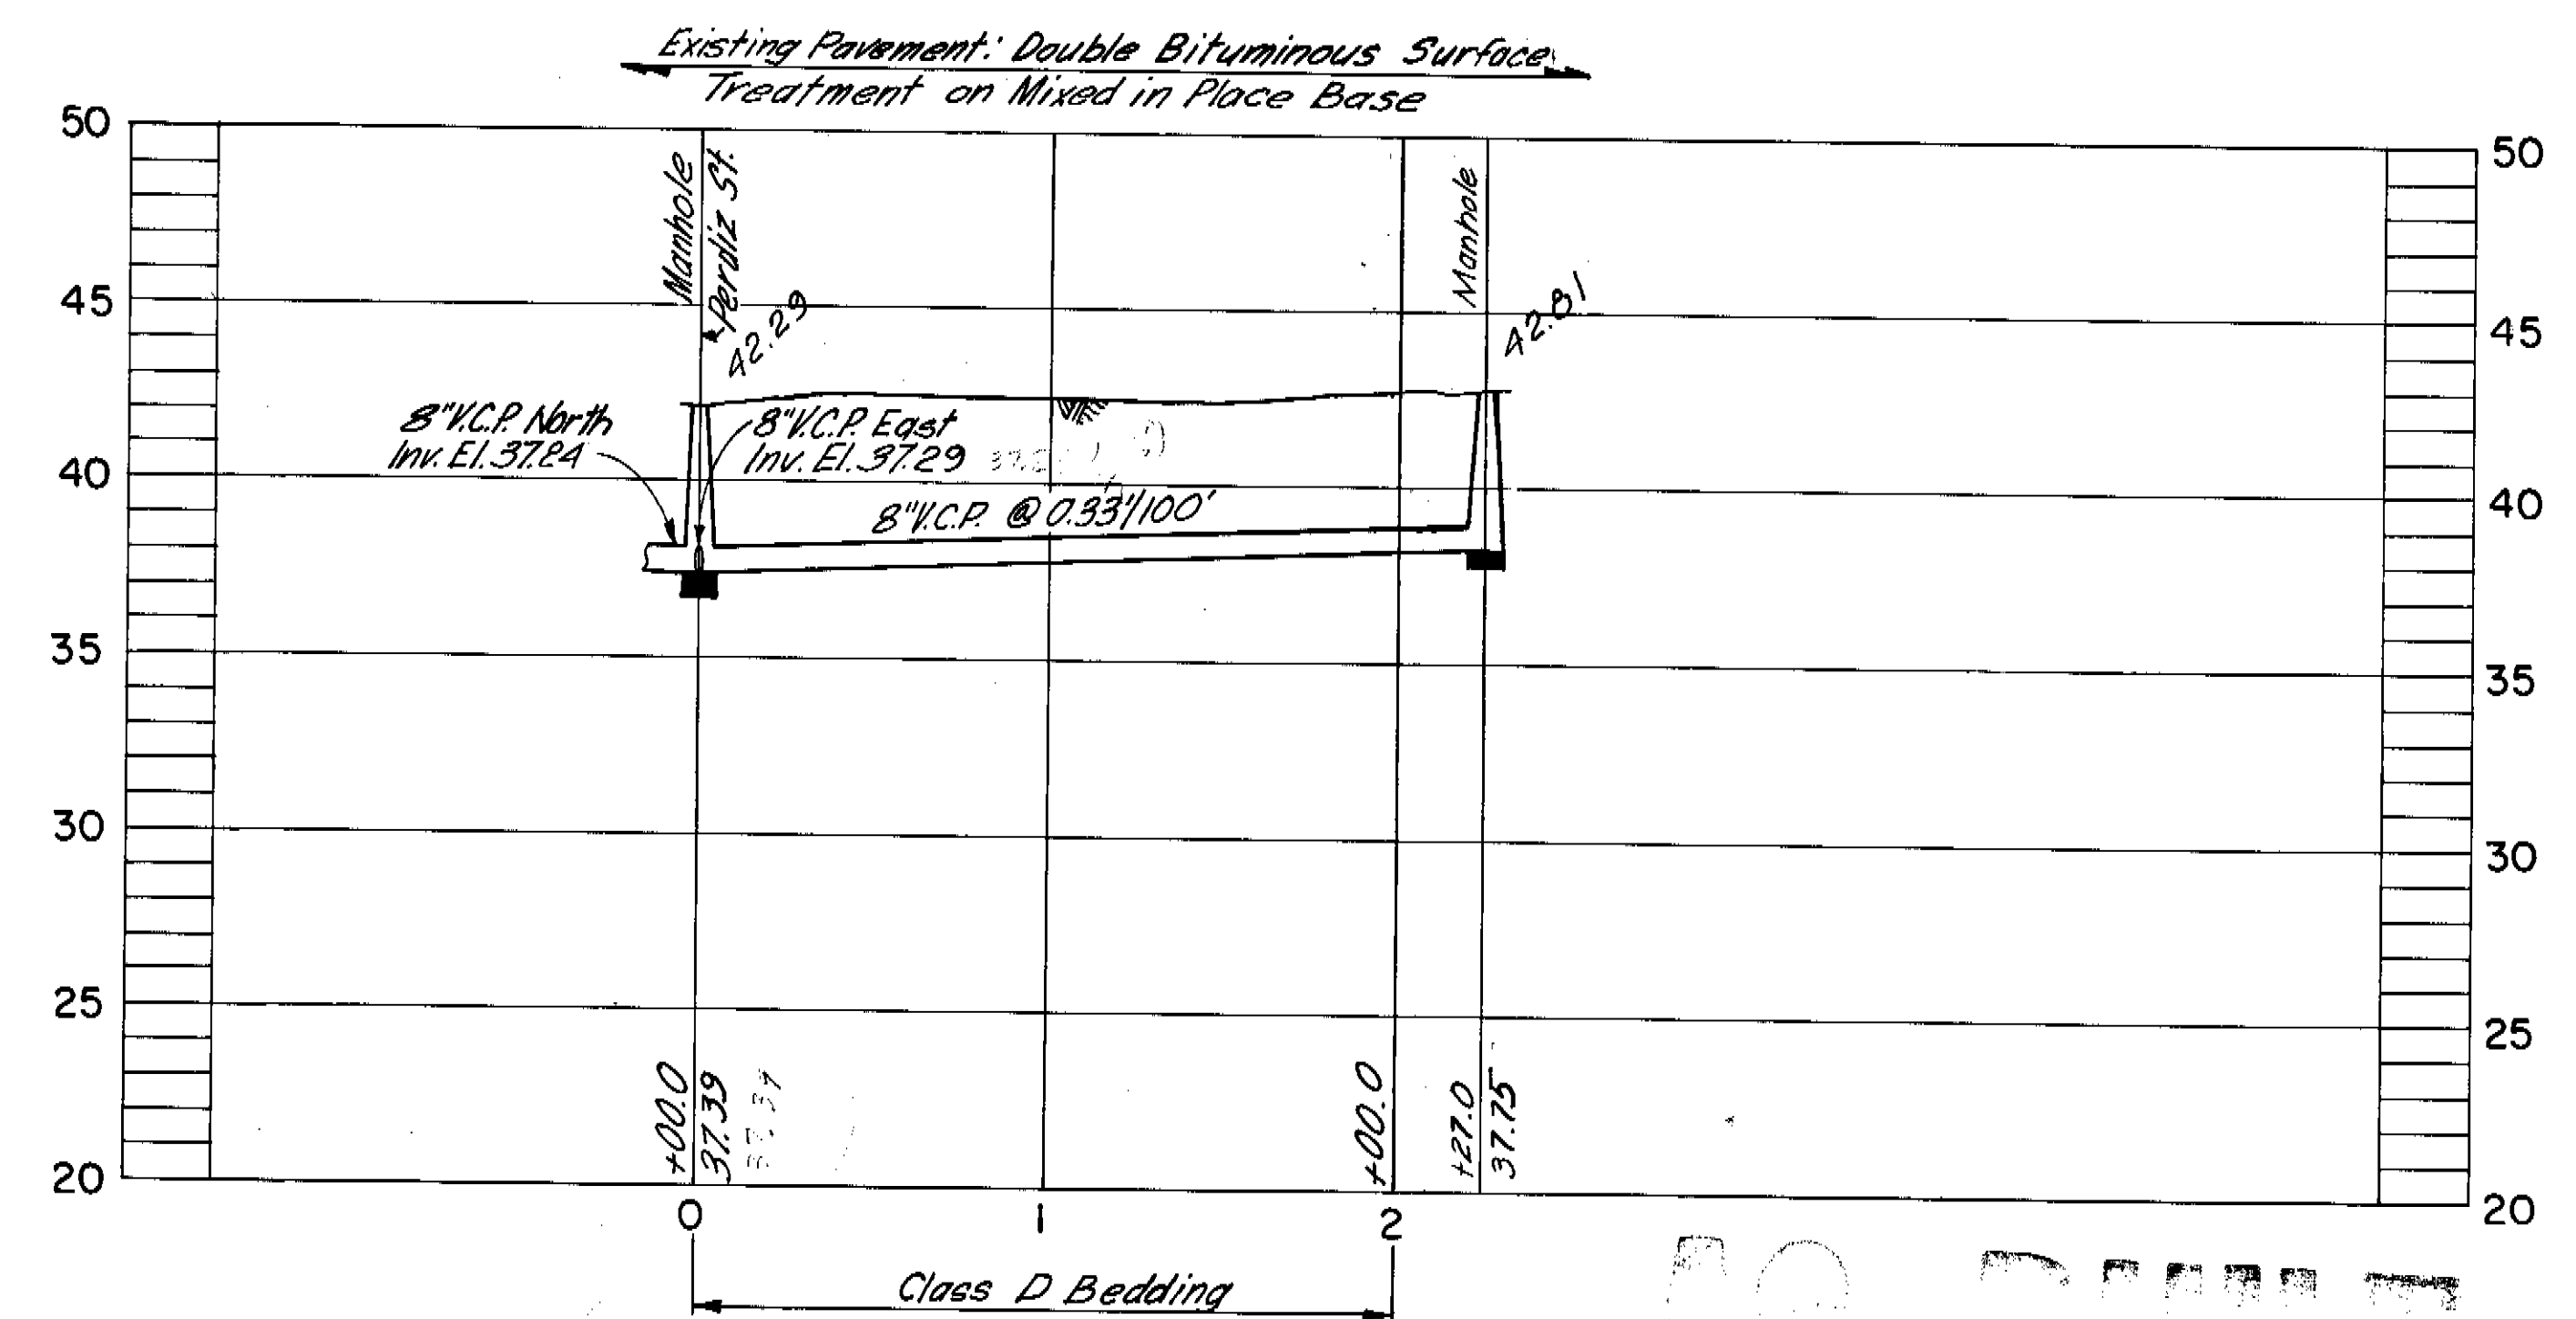 Existing Pavement: Double Bituminous Surface
Treatment on Mixed in Place Base
50
50
45
45
40
40
35
35
30
30
25
25
20
20
Manhole
Perdiz St.
42.29
Manhole
42.81
8"V.C.P. North
Inv. El. 37.24
8"V.C.P. East
Inv. El. 37.29
8"V.C.P. @ 0.33'/100'
+00.0
37.39
37.39
+00.0
+27.0
37.75
0
1
2
Class D Bedding